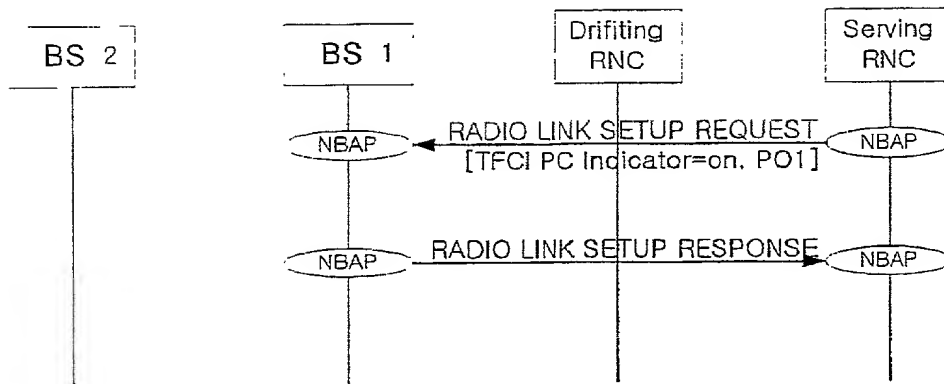 BS 2
BS 1
Drifiting
RNC
Serving
RNC
NBAP
RADIO LINK SETUP REQUEST
[TFCI PC Indicator=on, PO1]
NBAP
NBAP
RADIO LINK SETUP RESPONSE
NBAP